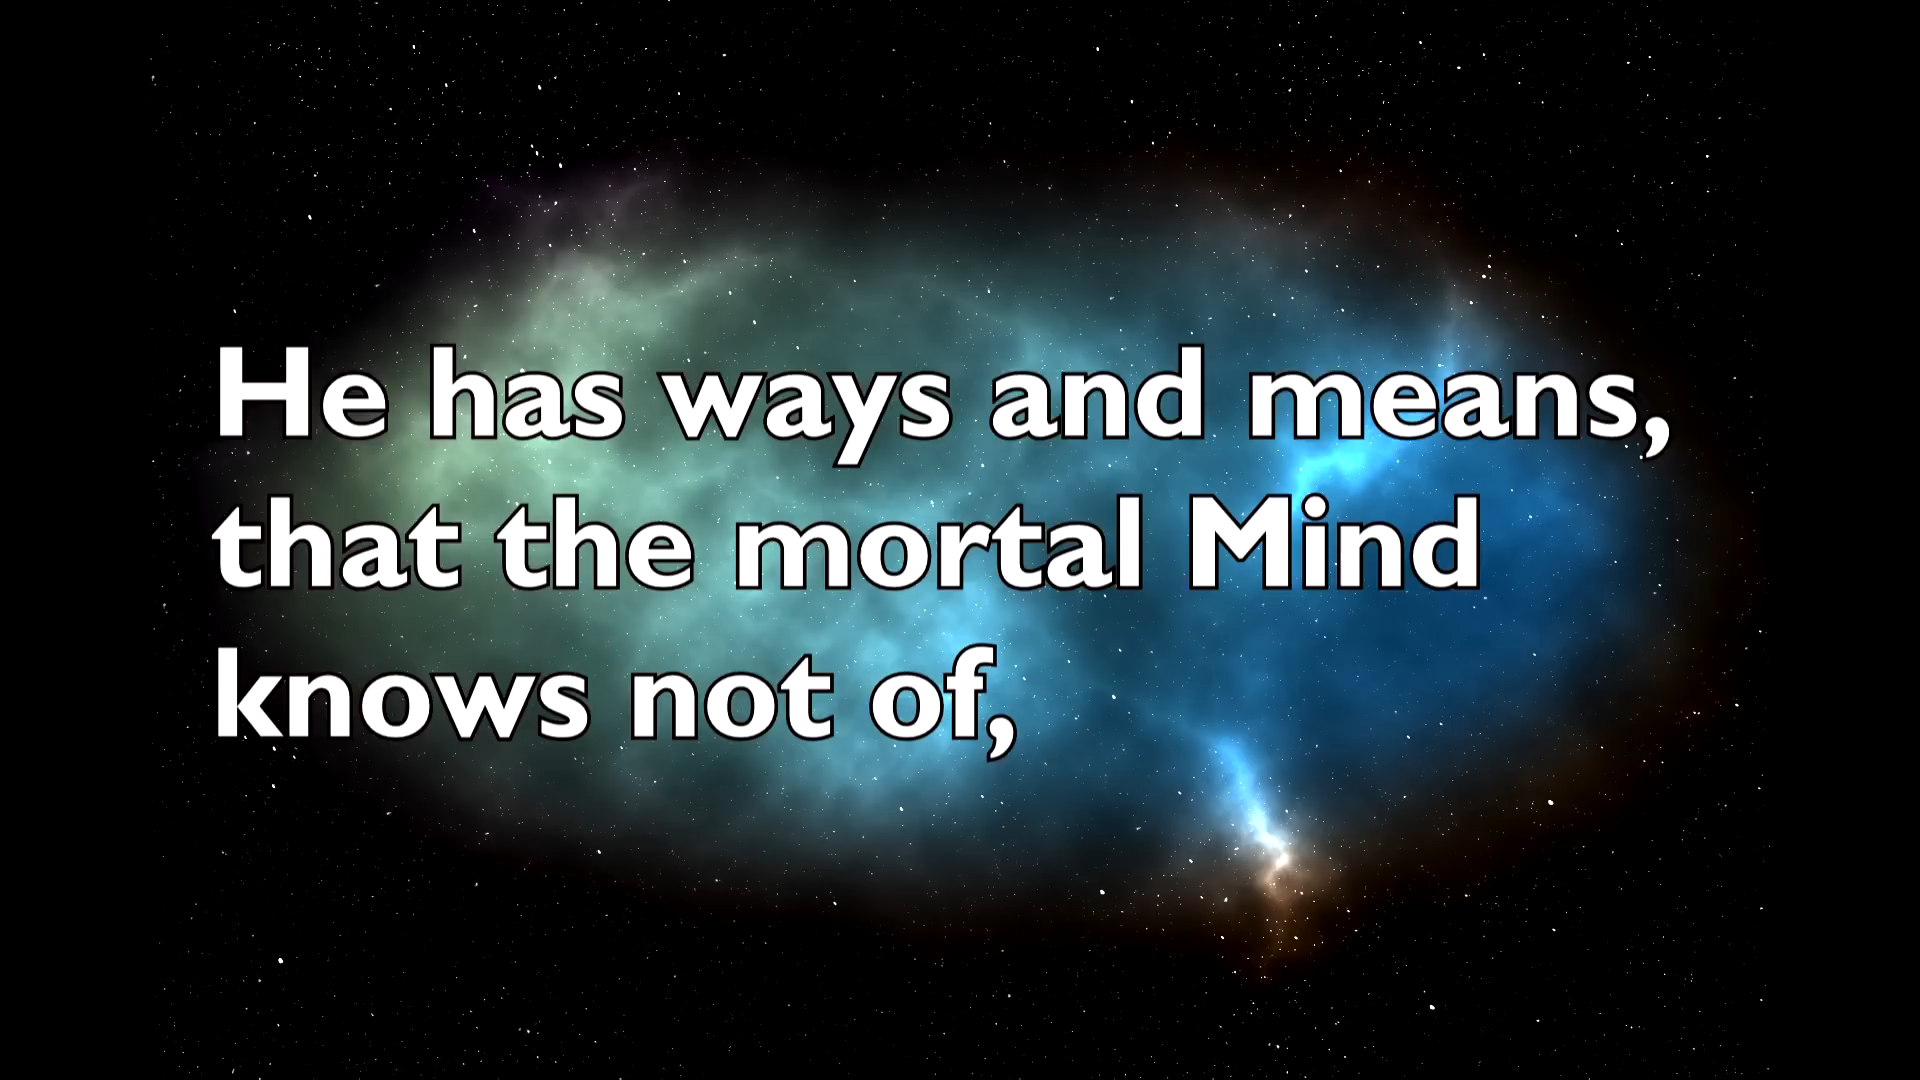 He has ways and means,
that the mortal Mind
knows not of,